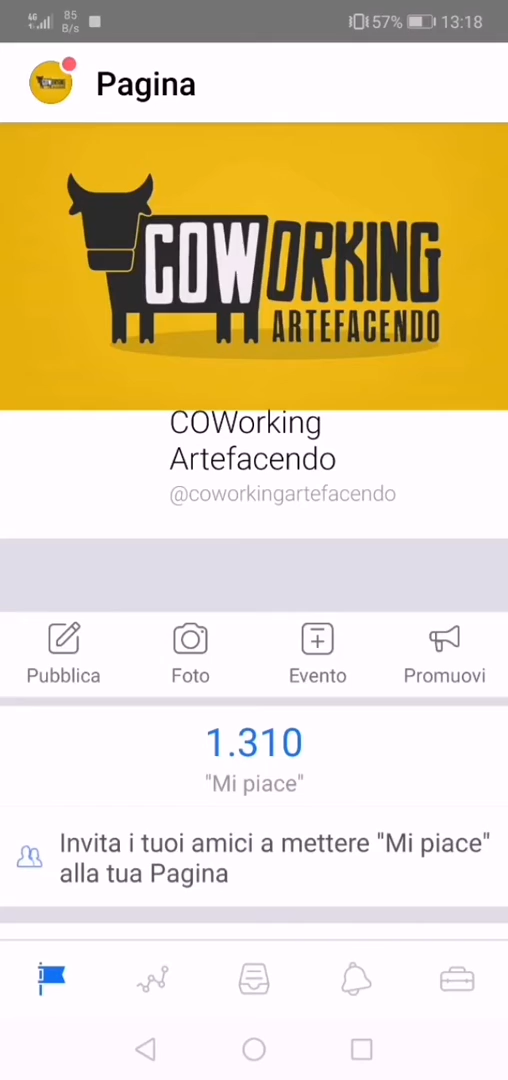 4G
85
B/s
57%
13:18
Pagina
COWORKING
ARTEFACENDO
COWorking
Artefacendo
@coworkingartefacendo
Pubblica
Foto
Evento
Promuovi
1.310
"Mi piace"
Invita i tuoi amici a mettere "Mi piace"
alla tua Pagina